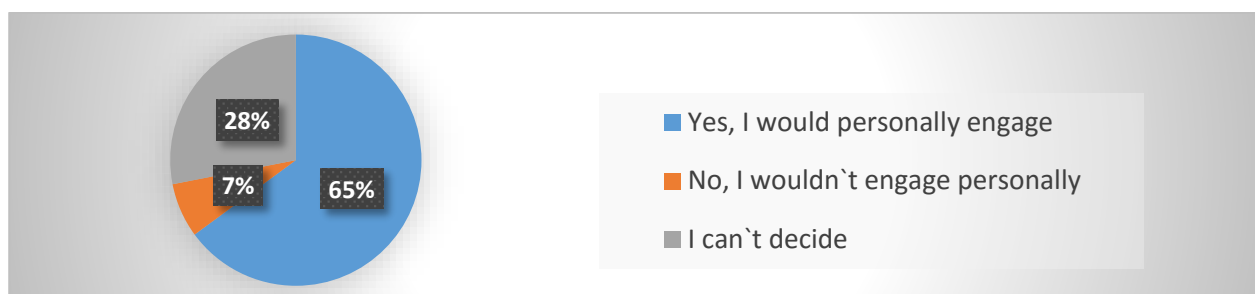 28%
7%
65%
Yes, I would personally engage
No, I wouldn`t engage personally
I can`t decide